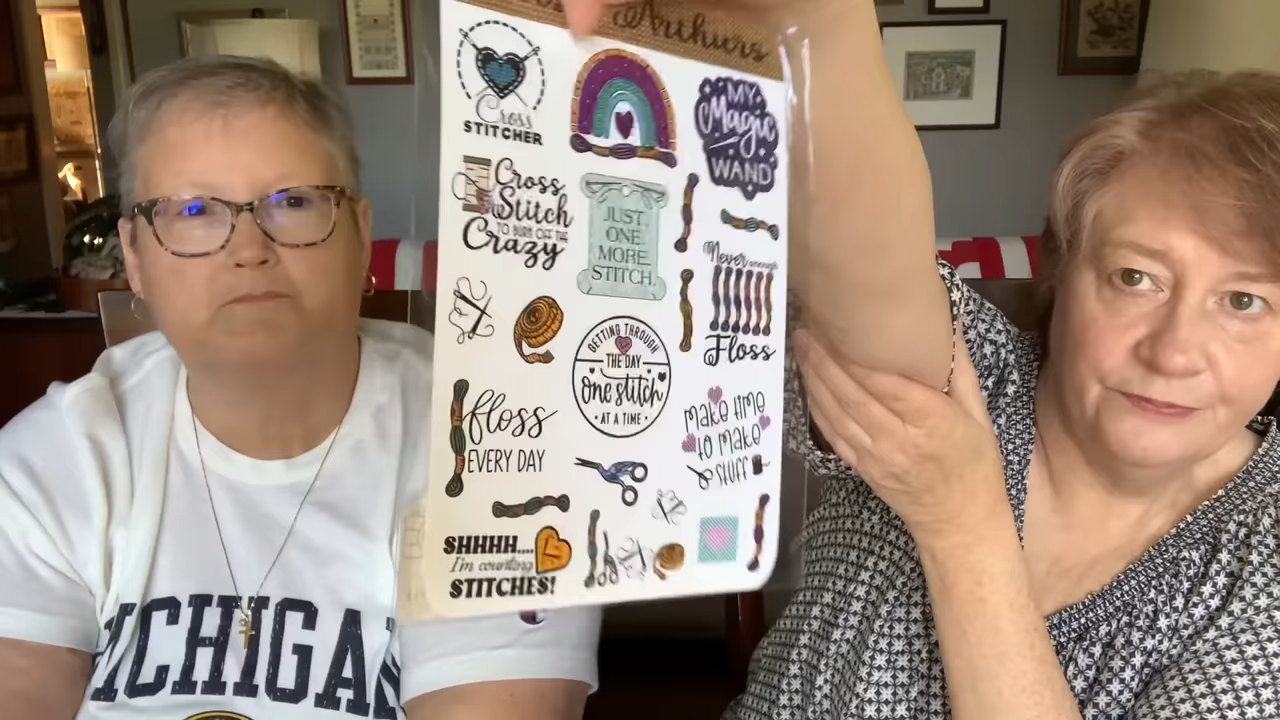 Arthurs
Cross
STITCHER
MY
Magic
WAND
Cross
Stitch
TO BURN OFF THE
Crazy
JUST
ONE
MORE
STITCH.
Never enough
Floss
GETTING THROUGH
THE DAY
one stitch
• AT A TIME •
floss
EVERY DAY
make time
to make
stuff
SHHHH....
I'm counting
STITCHES!
MICHIGAN